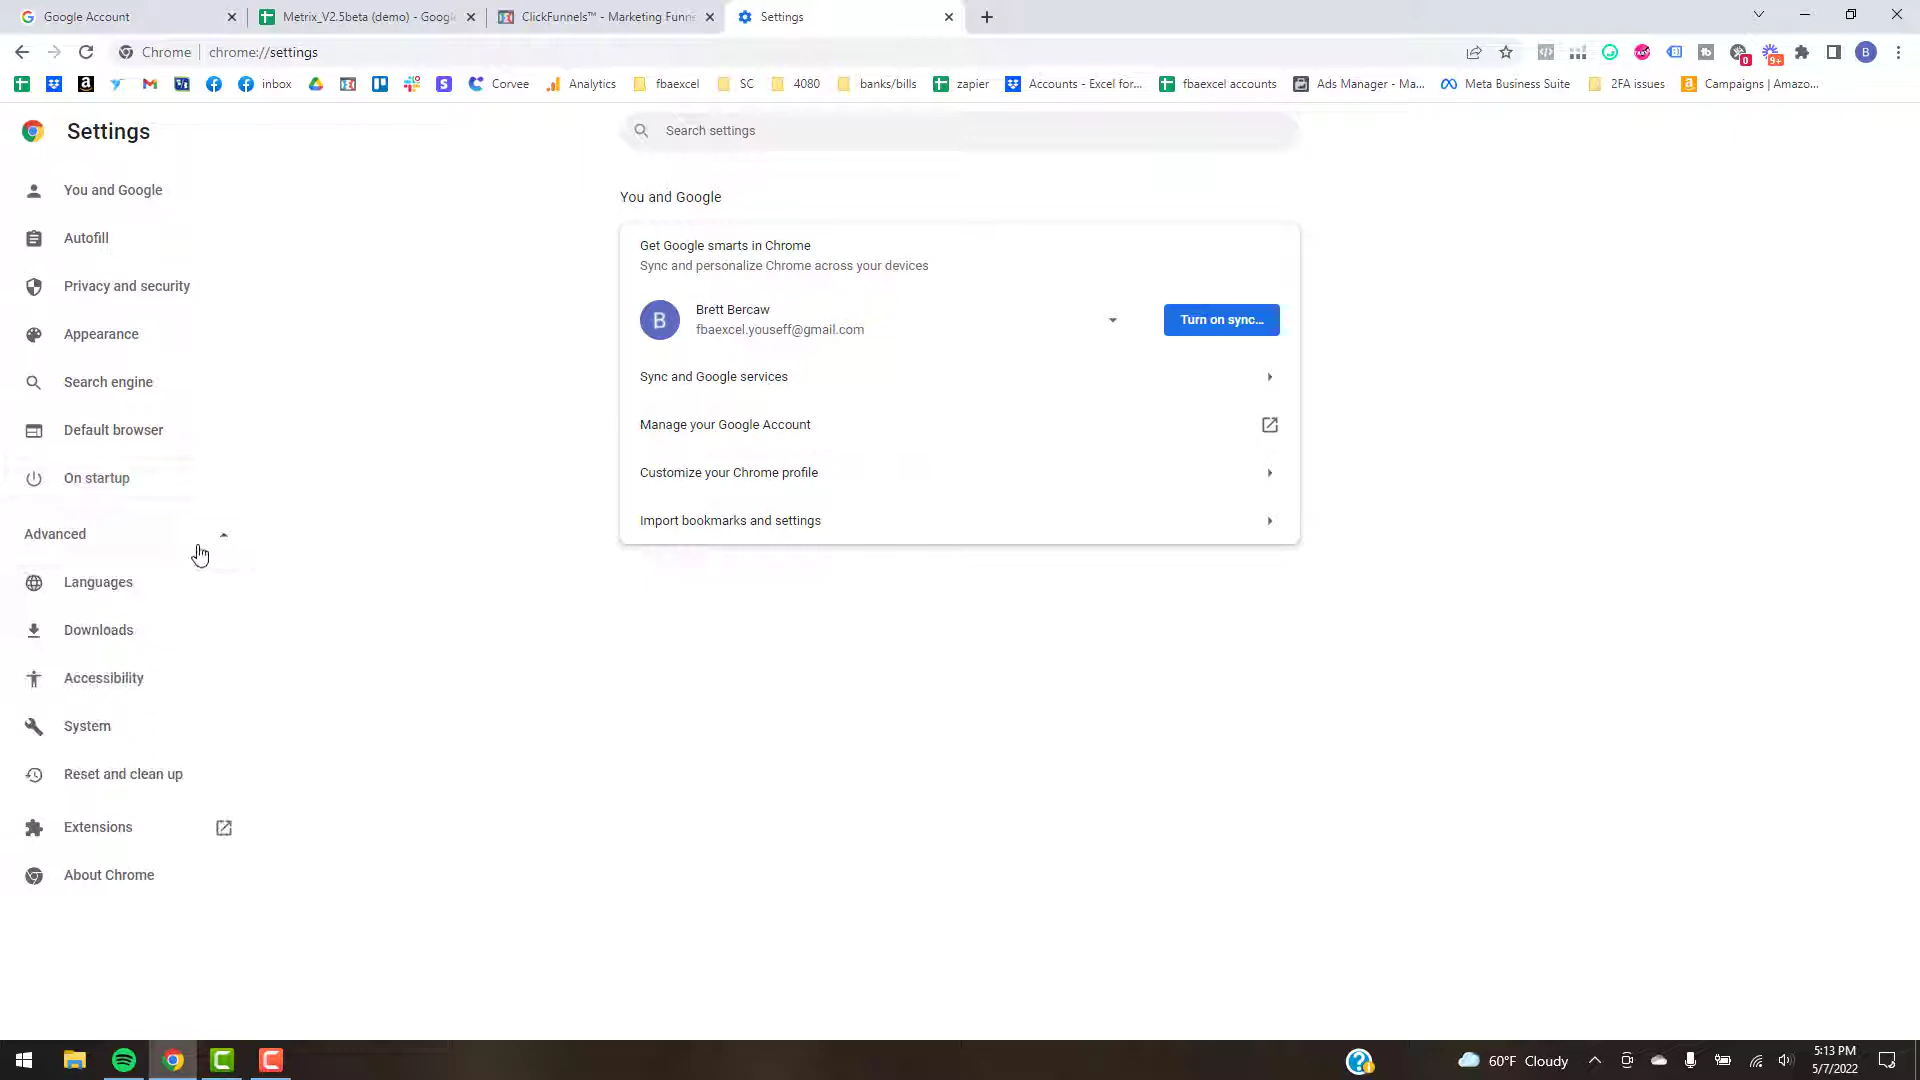 Google Account
Metrix_V2.5beta (demo) - Google
ClickFunnels™ - Marketing Funne
Settings
Chrome
chrome://settings
0
9+
B
inbox
Corvee
Analytics
fbaexcel
SC
4080
banks/bills
zapier
Accounts - Excel for...
fbaexcel accounts
Ads Manager - Ma...
Meta Business Suite
2FA issues
Campaigns | Amazo...
Settings
Search settings
You and Google
Autofill
Privacy and security
Appearance
Search engine
Default browser
On startup
Advanced
Languages
Downloads
Accessibility
System
Reset and clean up
Extensions
About Chrome
You and Google
Get Google smarts in Chrome
Sync and personalize Chrome across your devices
B
Brett Bercaw
fbaexcel.youseff@gmail.com
Turn on sync...
Sync and Google services
Manage your Google Account
Customize your Chrome profile
Import bookmarks and settings
60°F Cloudy
5:13 PM
5/7/2022